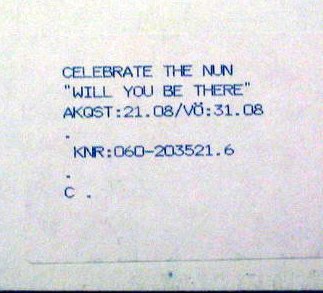 CELEBRATE THE NUN
"WILL YOU BE THERE"
AKQST:21.08/VÖ:31.08
.
KNR:060-203521.6
.
C .